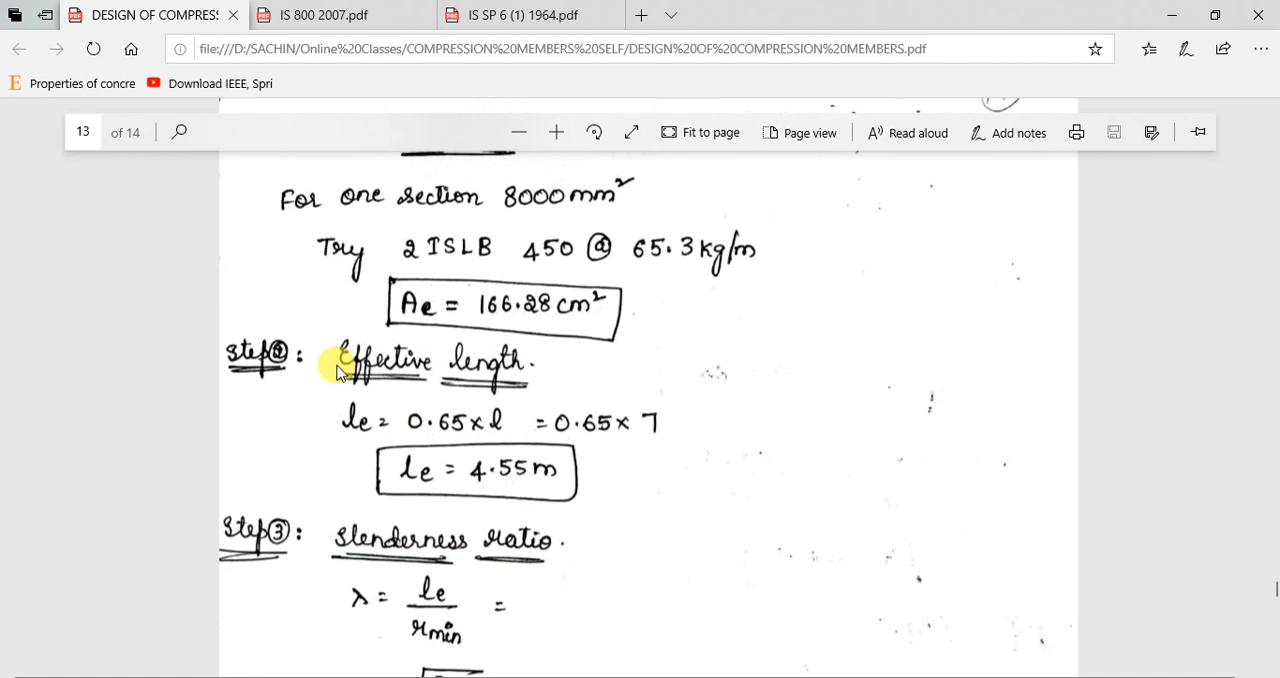 DESIGN OF COMPRESS
IS 800 2007.pdf
IS SP 6 (1) 1964.pdf
file:///D:/SACHIN/Online%20Classes/COMPRESSION%20MEMBERS%20SELF/DESIGN%20OF%20COMPRESSION%20MEMBERS.pdf
E Properties of concre
Download IEEE, Spri
13 of 14
Fit to page
Page view
Read aloud
Add notes
For one section 8000mm²
Try 2 ISLB 450 @ 65.3 kg/m
Ae = 166.28 cm²
Step②: Effective length.
le = 0.65 x l = 0.65 x 7
le = 4.55m
Step③: Slenderness Ratio.
λ = le / rmin =